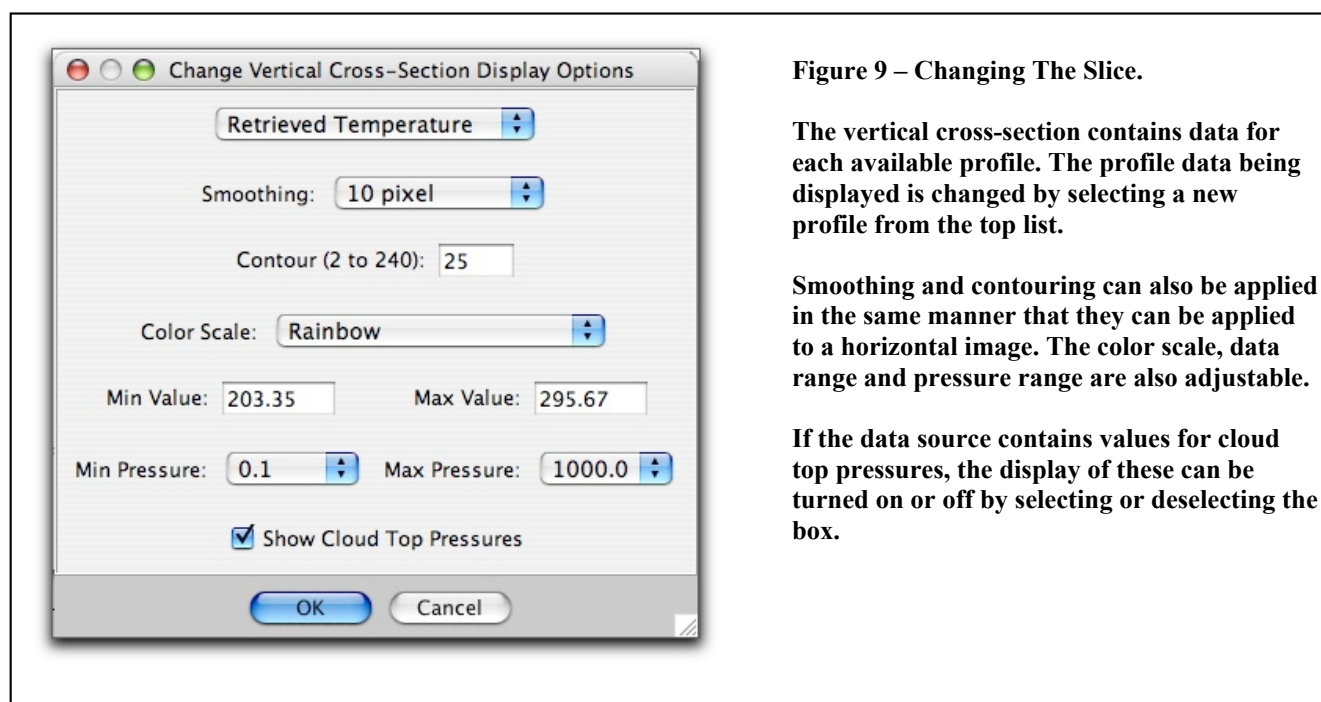 Change Vertical Cross-Section Display Options
Retrieved Temperature
Smoothing: 10 pixel
Contour (2 to 240): 25
Color Scale: Rainbow
Min Value: 203.35 Max Value: 295.67
Min Pressure: 0.1 Max Pressure: 1000.0
Show Cloud Top Pressures
OK Cancel
Figure 9 – Changing The Slice.
The vertical cross-section contains data for
each available profile. The profile data being
displayed is changed by selecting a new
profile from the top list.
Smoothing and contouring can also be applied
in the same manner that they can be applied
to a horizontal image. The color scale, data
range and pressure range are also adjustable.
If the data source contains values for cloud
top pressures, the display of these can be
turned on or off by selecting or deselecting the
box.